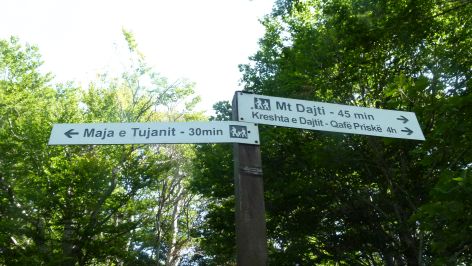 Mt Dajti - 45 min
Kreshta e Dajtit - Qafë Priskë 4h
Maja e Tujanit - 30min